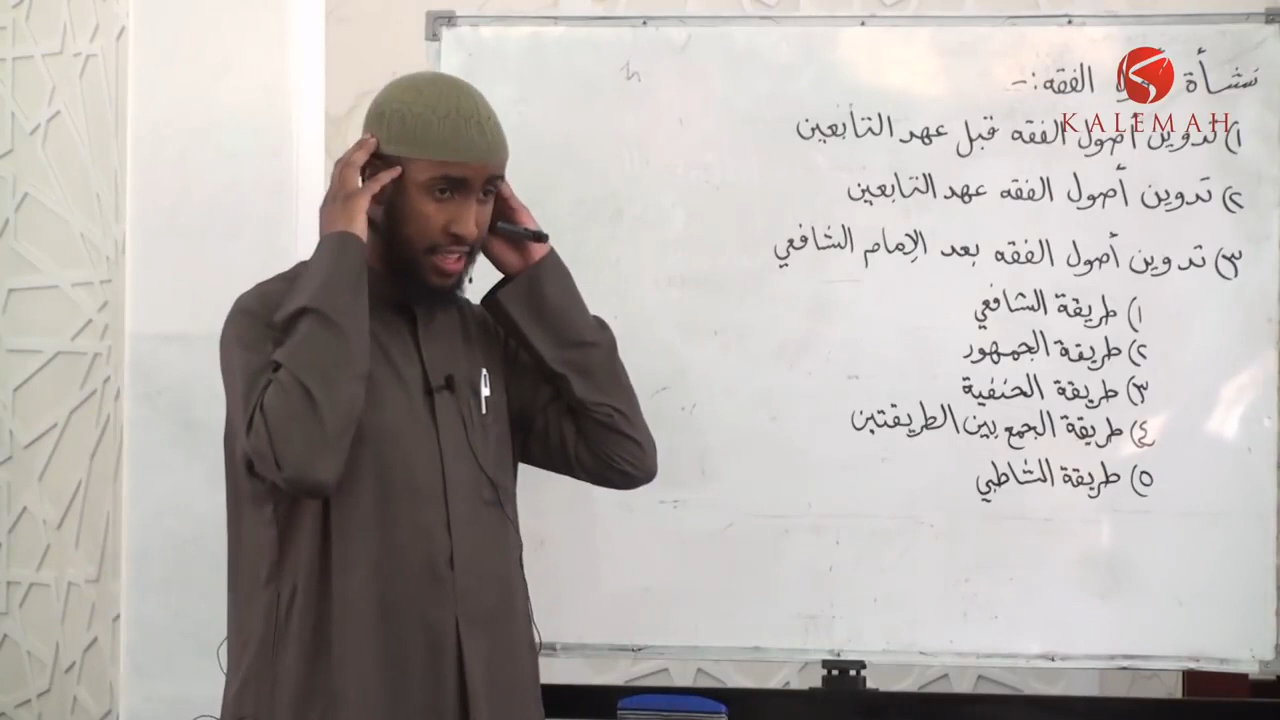 نشأة الفقه :-
KALEMAH
١) تدوين أصول الفقه قبل عهد التأبعين
٢) تدوين أصول الفقه عهد التابعين
٣) تدوين أصول الفقه بعد الإمام الشافعي
١) طريقة الشافعي
٢) طريقة الجمهور
٣) طريقة الحنفية
٤) طريقة الجمع بين الطريقتين
٥) طريقة الشاطبي